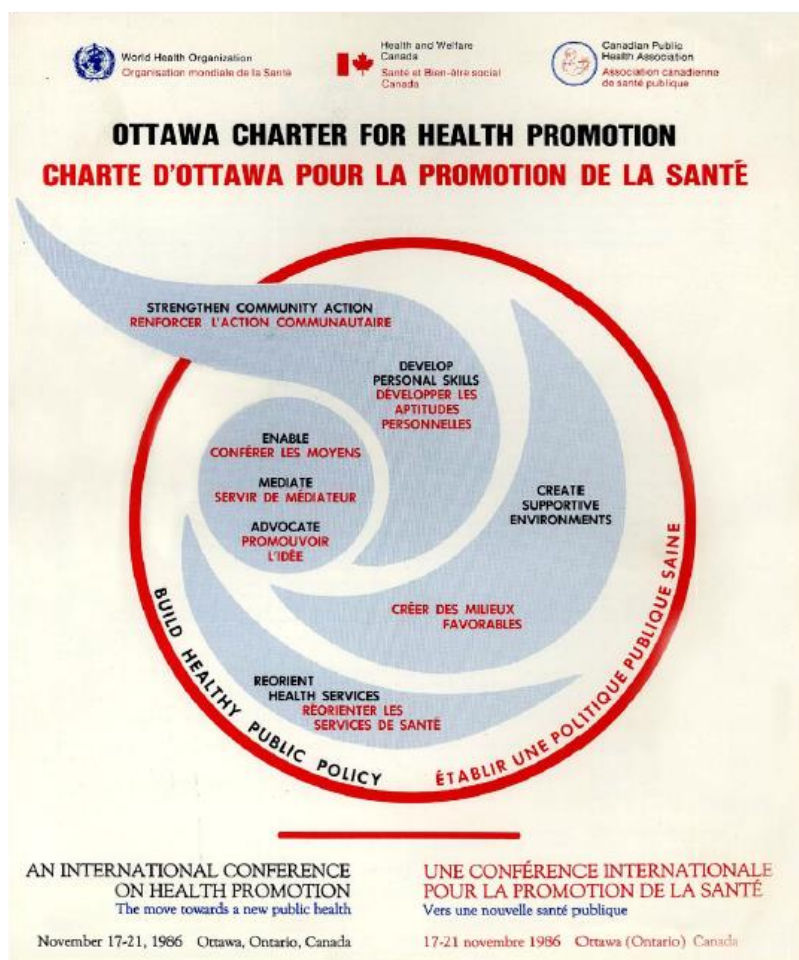 World Health Organization
Organisation mondiale de la Santé
Health and Welfare
Canada
Santé et Bien-être social
Canada
Canadian Public
Health Association
Association canadienne
de santé publique
OTTAWA CHARTER FOR HEALTH PROMOTION
CHARTE D'OTTAWA POUR LA PROMOTION DE LA SANTÉ
STRENGTHEN COMMUNITY ACTION
RENFORCER L'ACTION COMMUNAUTAIRE
DEVELOP
PERSONAL SKILLS
DÉVELOPPER LES
APTITUDES
PERSONNELLES
ENABLE
CONFÉRER LES MOYENS
MEDIATE
SERVIR DE MÉDIATEUR
ADVOCATE
PROMOUVOIR
L'IDÉE
CREATE
SUPPORTIVE
ENVIRONMENTS
CRÉER DES MILIEUX
FAVORABLES
REORIENT
HEALTH SERVICES
RÉORIENTER LES
SERVICES DE SANTÉ
BUILD HEALTHY PUBLIC POLICY
ÉTABLIR UNE POLITIQUE PUBLIQUE SAINE
AN INTERNATIONAL CONFERENCE
ON HEALTH PROMOTION
The move towards a new public health
November 17-21, 1986 Ottawa, Ontario, Canada
UNE CONFÉRENCE INTERNATIONALE
POUR LA PROMOTION DE LA SANTÉ
Vers une nouvelle santé publique
17-21 novembre 1986 Ottawa (Ontario) Canada